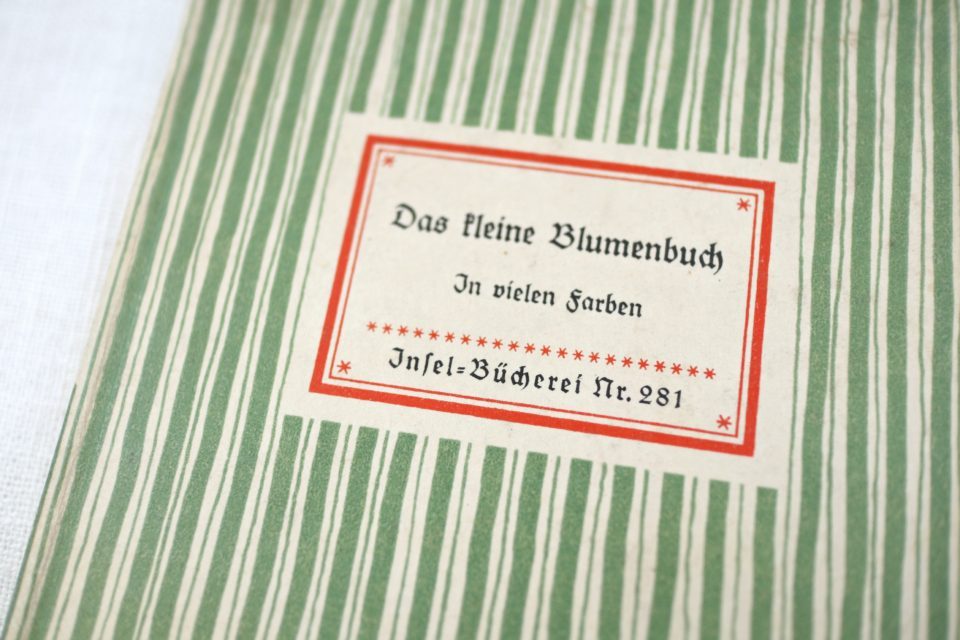 Das kleine Blumenbuch
In vielen Farben
Inſel-Bücherei Nr. 281